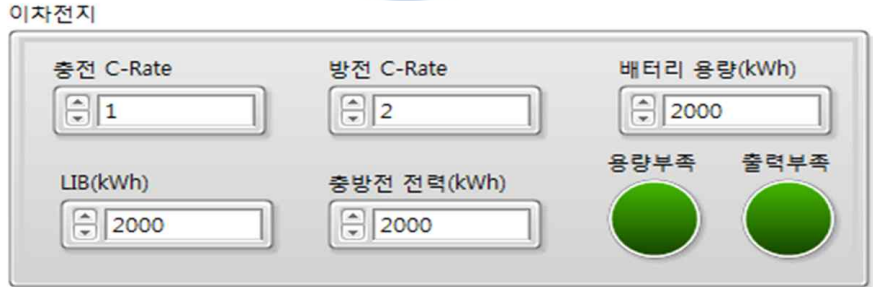 이차전지
충전 C-Rate 방전 C-Rate 배터리 용량(kWh)
1 2 2000
용량부족 출력부족
LIB(kWh) 충방전 전력(kWh)
2000 2000